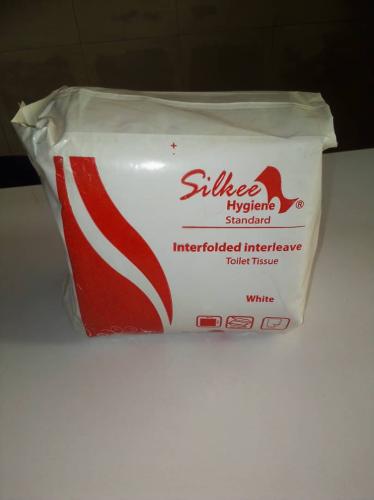 Silkee
Hygiene ®
Standard
Interfolded interleave
Toilet Tissue
White